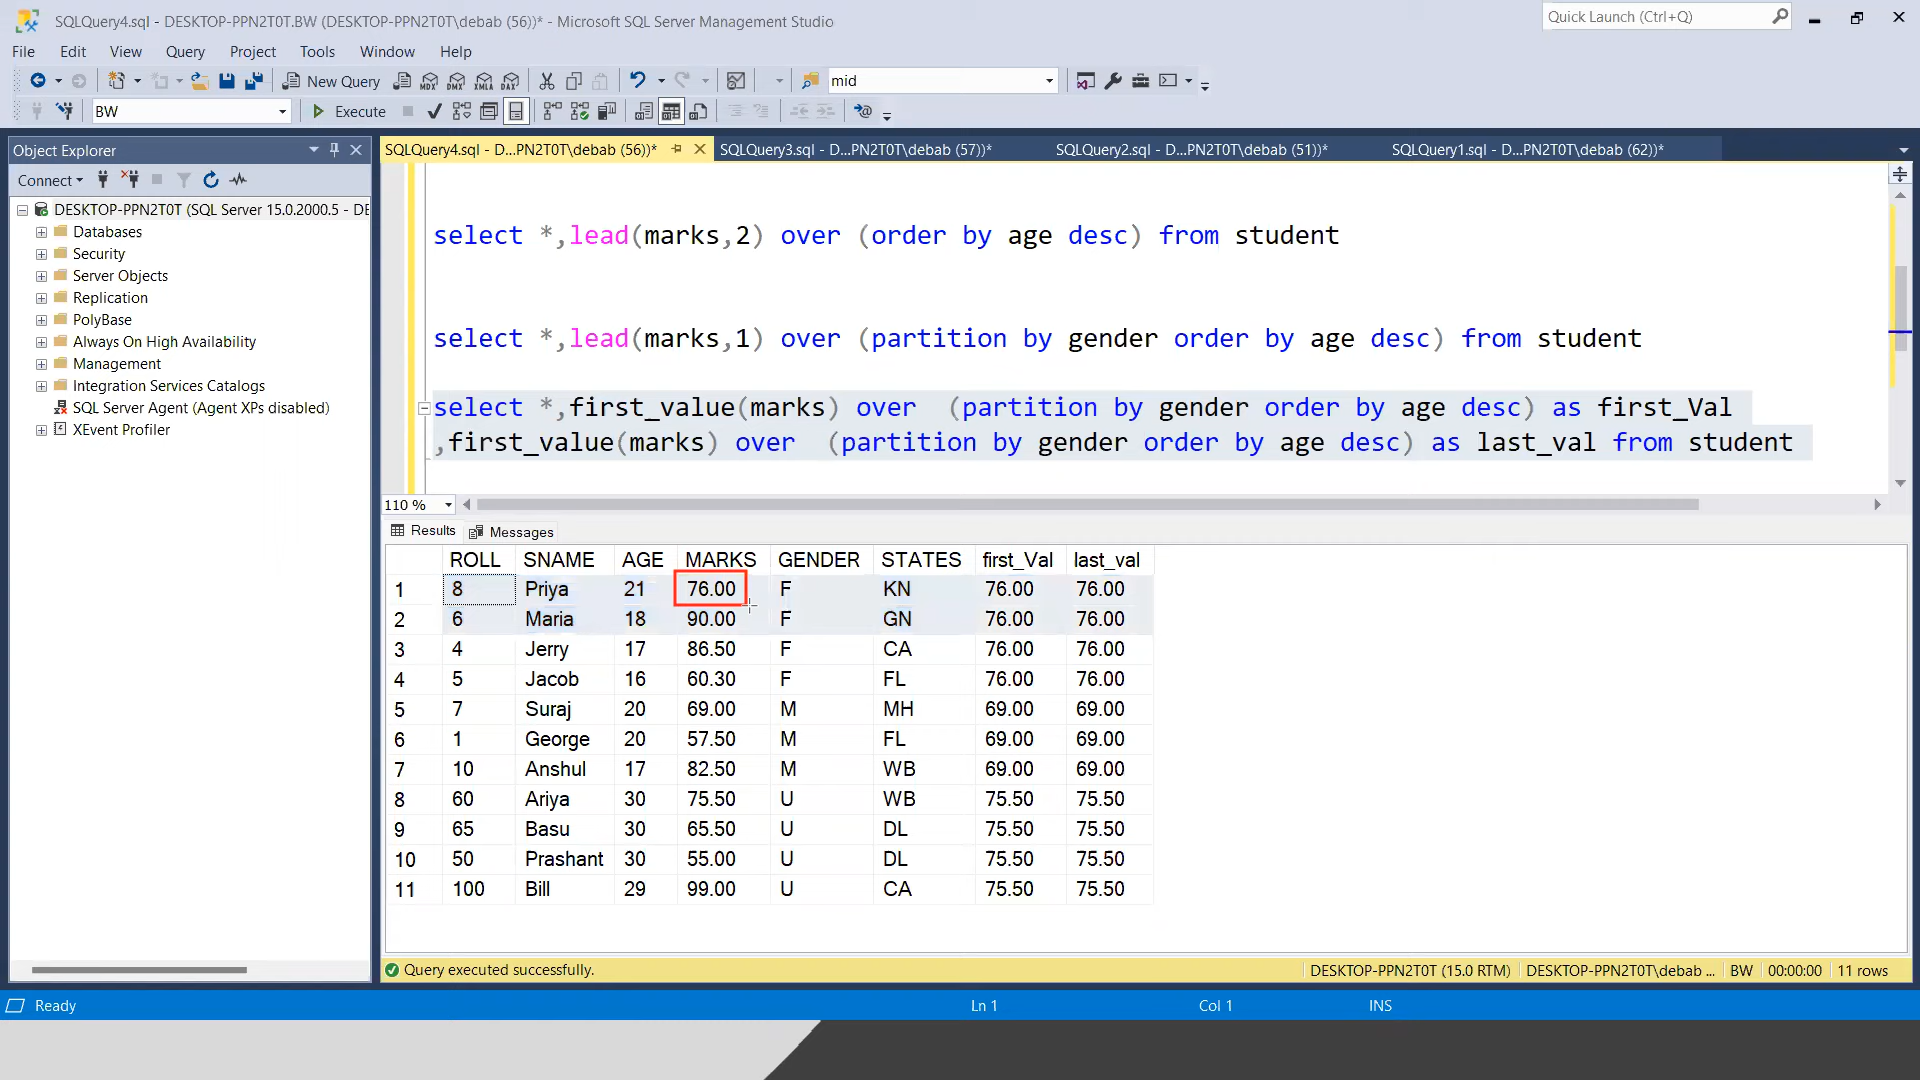 SQLQuery4.sql - DESKTOP-PPN2T0T.BW (DESKTOP-PPN2T0T\debab (56))* - Microsoft SQL Server Management Studio
Quick Launch (Ctrl+Q)
File Edit View Query Project Tools Window Help
New Query MDX DMX XMLA DAX mid
BW Execute
Object Explorer
SQLQuery4.sql - D...PN2T0T\debab (56))* SQLQuery3.sql - D...PN2T0T\debab (57))* SQLQuery2.sql - D...PN2T0T\debab (51))* SQLQuery1.sql - D...PN2T0T\debab (62))*
Connect
DESKTOP-PPN2T0T (SQL Server 15.0.2000.5 - DE
Databases
Security
Server Objects
Replication
PolyBase
Always On High Availability
Management
Integration Services Catalogs
SQL Server Agent (Agent XPs disabled)
XEvent Profiler
select *,lead(marks,2) over (order by age desc) from student
select *,lead(marks,1) over (partition by gender order by age desc) from student
select *,first_value(marks) over  (partition by gender order by age desc) as first_Val
,first_value(marks) over  (partition by gender order by age desc) as last_val from student
110 %
Results Messages
ROLL SNAME AGE MARKS GENDER STATES first_Val last_val
1 8 Priya 21 76.00 F KN 76.00 76.00
2 6 Maria 18 90.00 F GN 76.00 76.00
3 4 Jerry 17 86.50 F CA 76.00 76.00
4 5 Jacob 16 60.30 F FL 76.00 76.00
5 7 Suraj 20 69.00 M MH 69.00 69.00
6 1 George 20 57.50 M FL 69.00 69.00
7 10 Anshul 17 82.50 M WB 69.00 69.00
8 60 Ariya 30 75.50 U WB 75.50 75.50
9 65 Basu 30 65.50 U DL 75.50 75.50
10 50 Prashant 30 55.00 U DL 75.50 75.50
11 100 Bill 29 99.00 U CA 75.50 75.50
Query executed successfully. DESKTOP-PPN2T0T (15.0 RTM) DESKTOP-PPN2T0T\debab ... BW 00:00:00 11 rows
Ready Ln 1 Col 1 INS